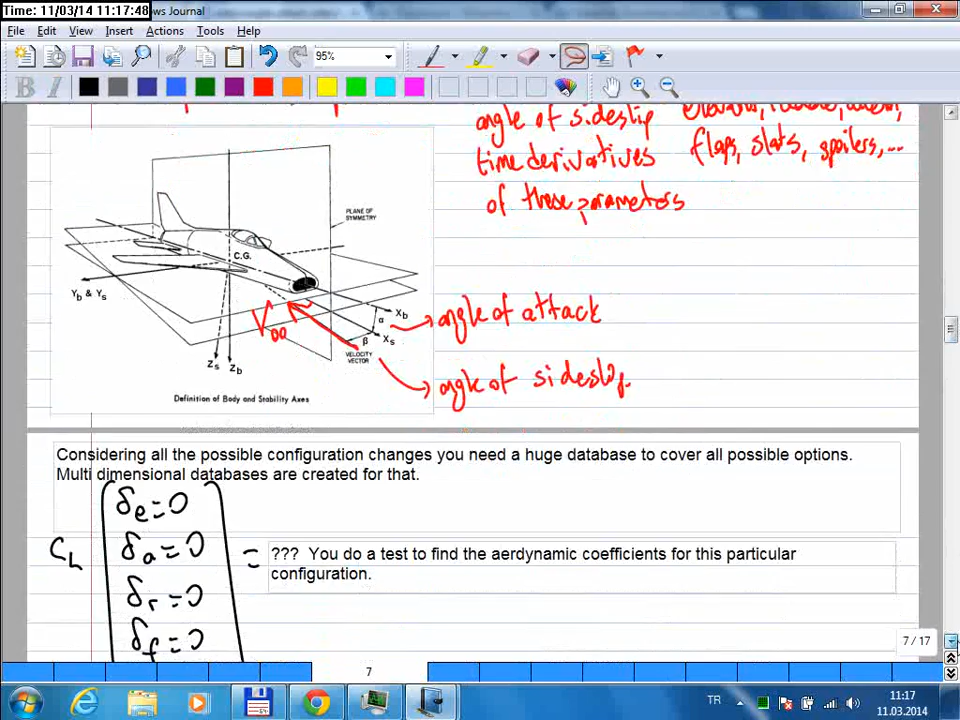 Time: 11/03/14 11:17:48
ws Journal
File Edit View Insert Actions Tools Help
95%
B I
angle of sideslip
time derivatives
of these parameters
flaps, slats, spoilers, ...
PLANE OF
SYMMETRY
C.G.
Yb & Ys
Xb
α
Xs
β
V∞
VELOCITY
VECTOR
Zs Zb
angle of attack
angle of sideslip
Definition of Body and Stability Axes
Considering all the possible configuration changes you need a huge database to cover all possible options.
Multi dimensional databases are created for that.
δe=0
CL δa=0 = ??? You do a test to find the aerdynamic coefficients for this particular
configuration.
δr=0
δf=0
7 / 17
7
TR
11:17
11.03.2014